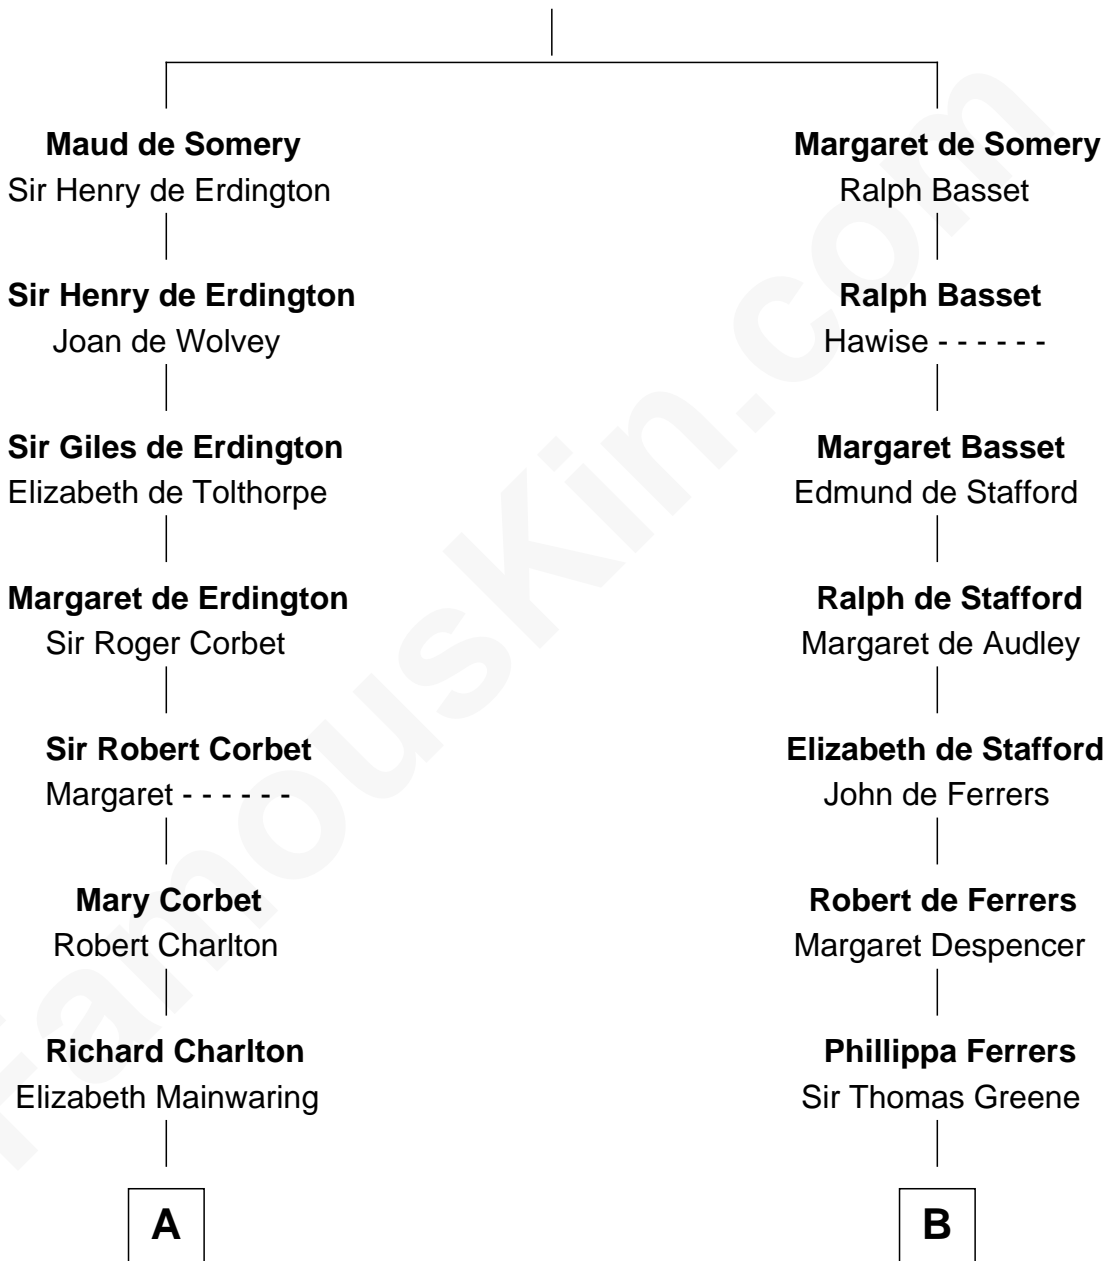 Maud de Somery
Sir Henry de Erdington
Sir Henry de Erdington
Joan de Wolvey
Sir Giles de Erdington
Elizabeth de Tolthorpe
Margaret de Erdington
Sir Roger Corbet
Sir Robert Corbet
Margaret - - - - - -
Mary Corbet
Robert Charlton
Richard Charlton
Elizabeth Mainwaring
A
Margaret de Somery
Ralph Basset
Ralph Basset
Hawise - - - - - -
Margaret Basset
Edmund de Stafford
Ralph de Stafford
Margaret de Audley
Elizabeth de Stafford
John de Ferrers
Robert de Ferrers
Margaret Despencer
Phillippa Ferrers
Sir Thomas Greene
B
FamousKin.com